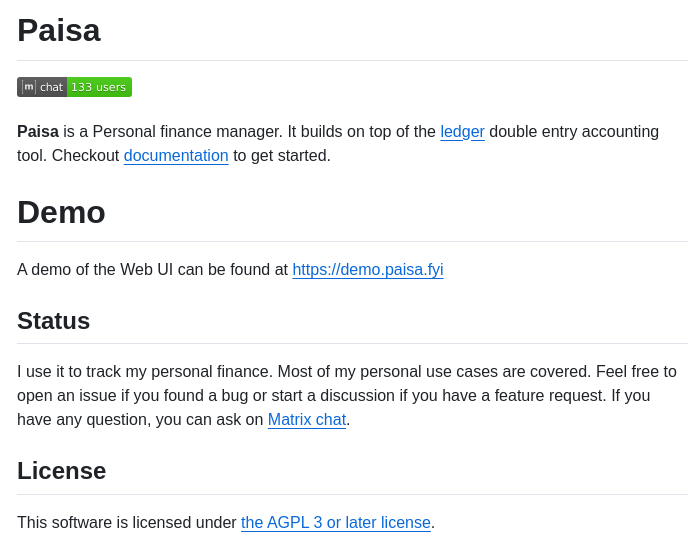 Paisa
[m] chat 133 users
Paisa is a Personal finance manager. It builds on top of the ledger double entry accounting
tool. Checkout documentation to get started.
Demo
A demo of the Web UI can be found at https://demo.paisa.fyi
Status
I use it to track my personal finance. Most of my personal use cases are covered. Feel free to
open an issue if you found a bug or start a discussion if you have a feature request. If you
have any question, you can ask on Matrix chat.
License
This software is licensed under the AGPL 3 or later license.